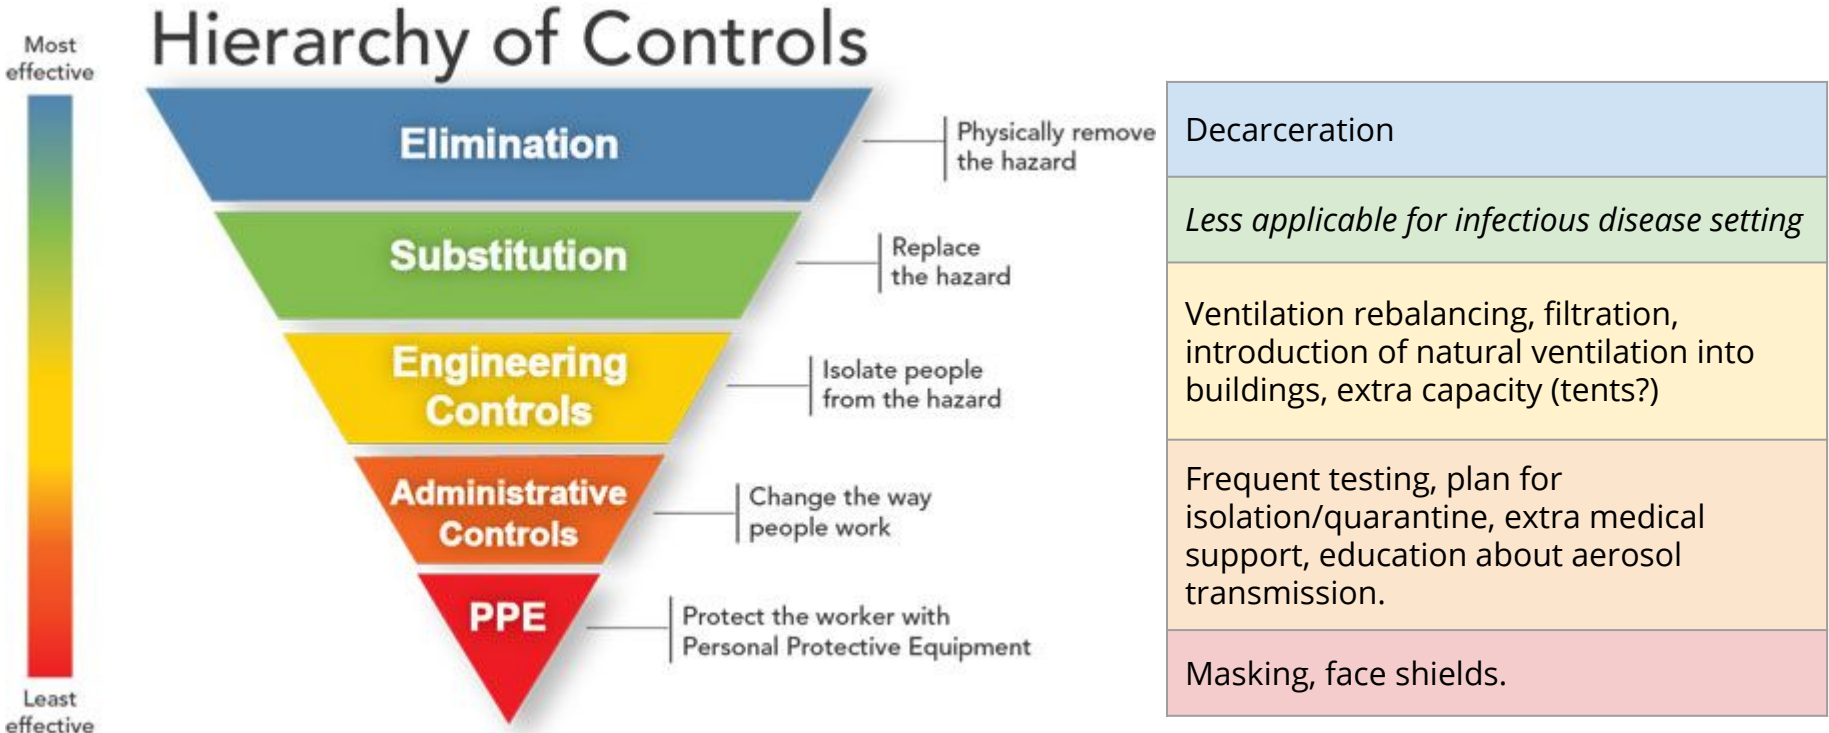 Hierarchy of Controls
Most
effective
Least
effective
Elimination
Physically remove
the hazard
Decarceration
Substitution
Replace
the hazard
Less applicable for infectious disease setting
Engineering
Controls
Isolate people
from the hazard
Ventilation rebalancing, filtration,
introduction of natural ventilation into
buildings, extra capacity (tents?)
Administrative
Controls
Change the way
people work
Frequent testing, plan for
isolation/quarantine, extra medical
support, education about aerosol
transmission.
PPE
Protect the worker with
Personal Protective Equipment
Masking, face shields.